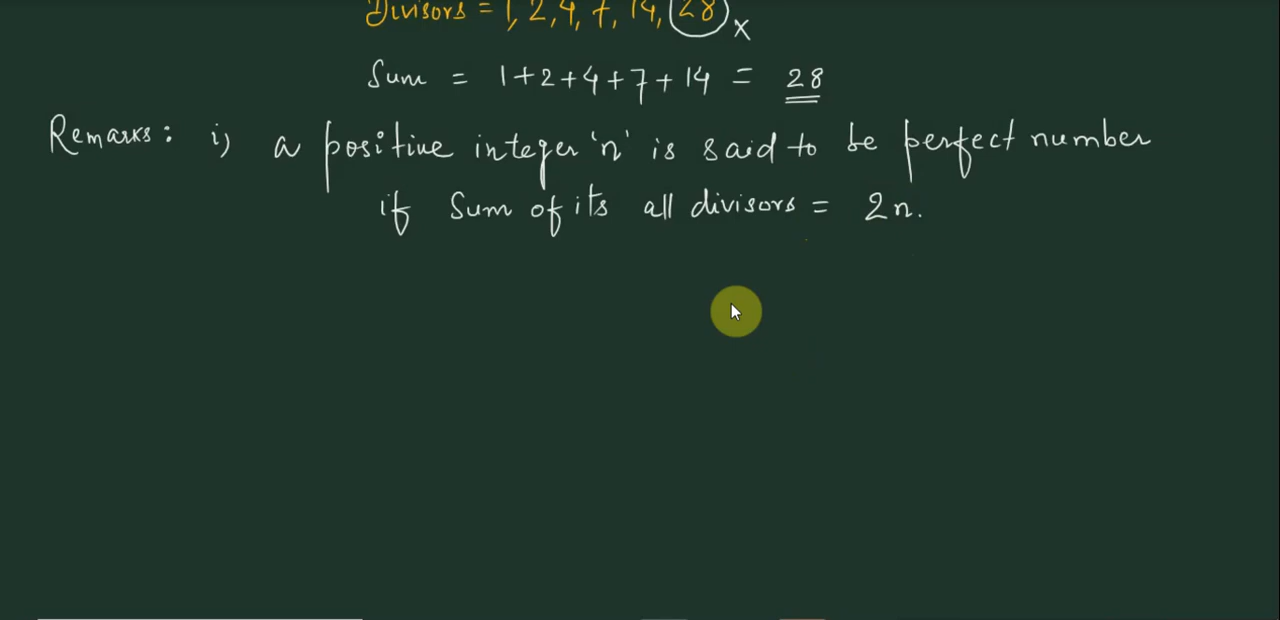 Divisors = 1, 2, 4, 7, 14, 28 x
Sum = 1+2+4+7+14 = 28
Remarks: i) a positive integer 'n' is said to be perfect number
if Sum of its all divisors = 2n.